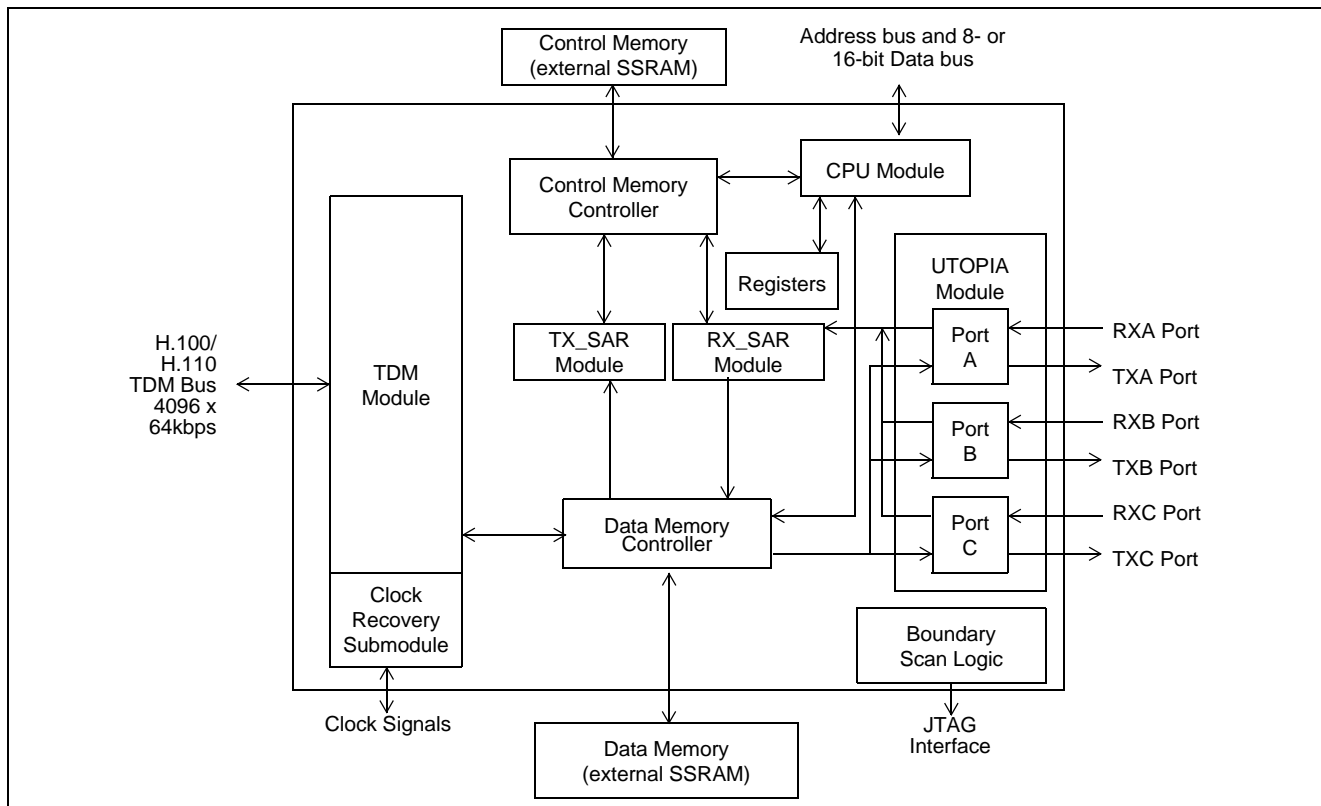 Control Memory
(external SSRAM)
Address bus and 8- or
16-bit Data bus
Control Memory
Controller
CPU Module
Registers
UTOPIA
Module
TX_SAR
Module
RX_SAR
Module
Port
A
RXA Port
TXA Port
H.100/
H.110
TDM Bus
4096 x
64kbps
TDM
Module
Port
B
RXB Port
TXB Port
Data Memory
Controller
Port
C
RXC Port
TXC Port
Clock
Recovery
Submodule
Boundary
Scan Logic
Clock Signals
JTAG
Interface
Data Memory
(external SSRAM)